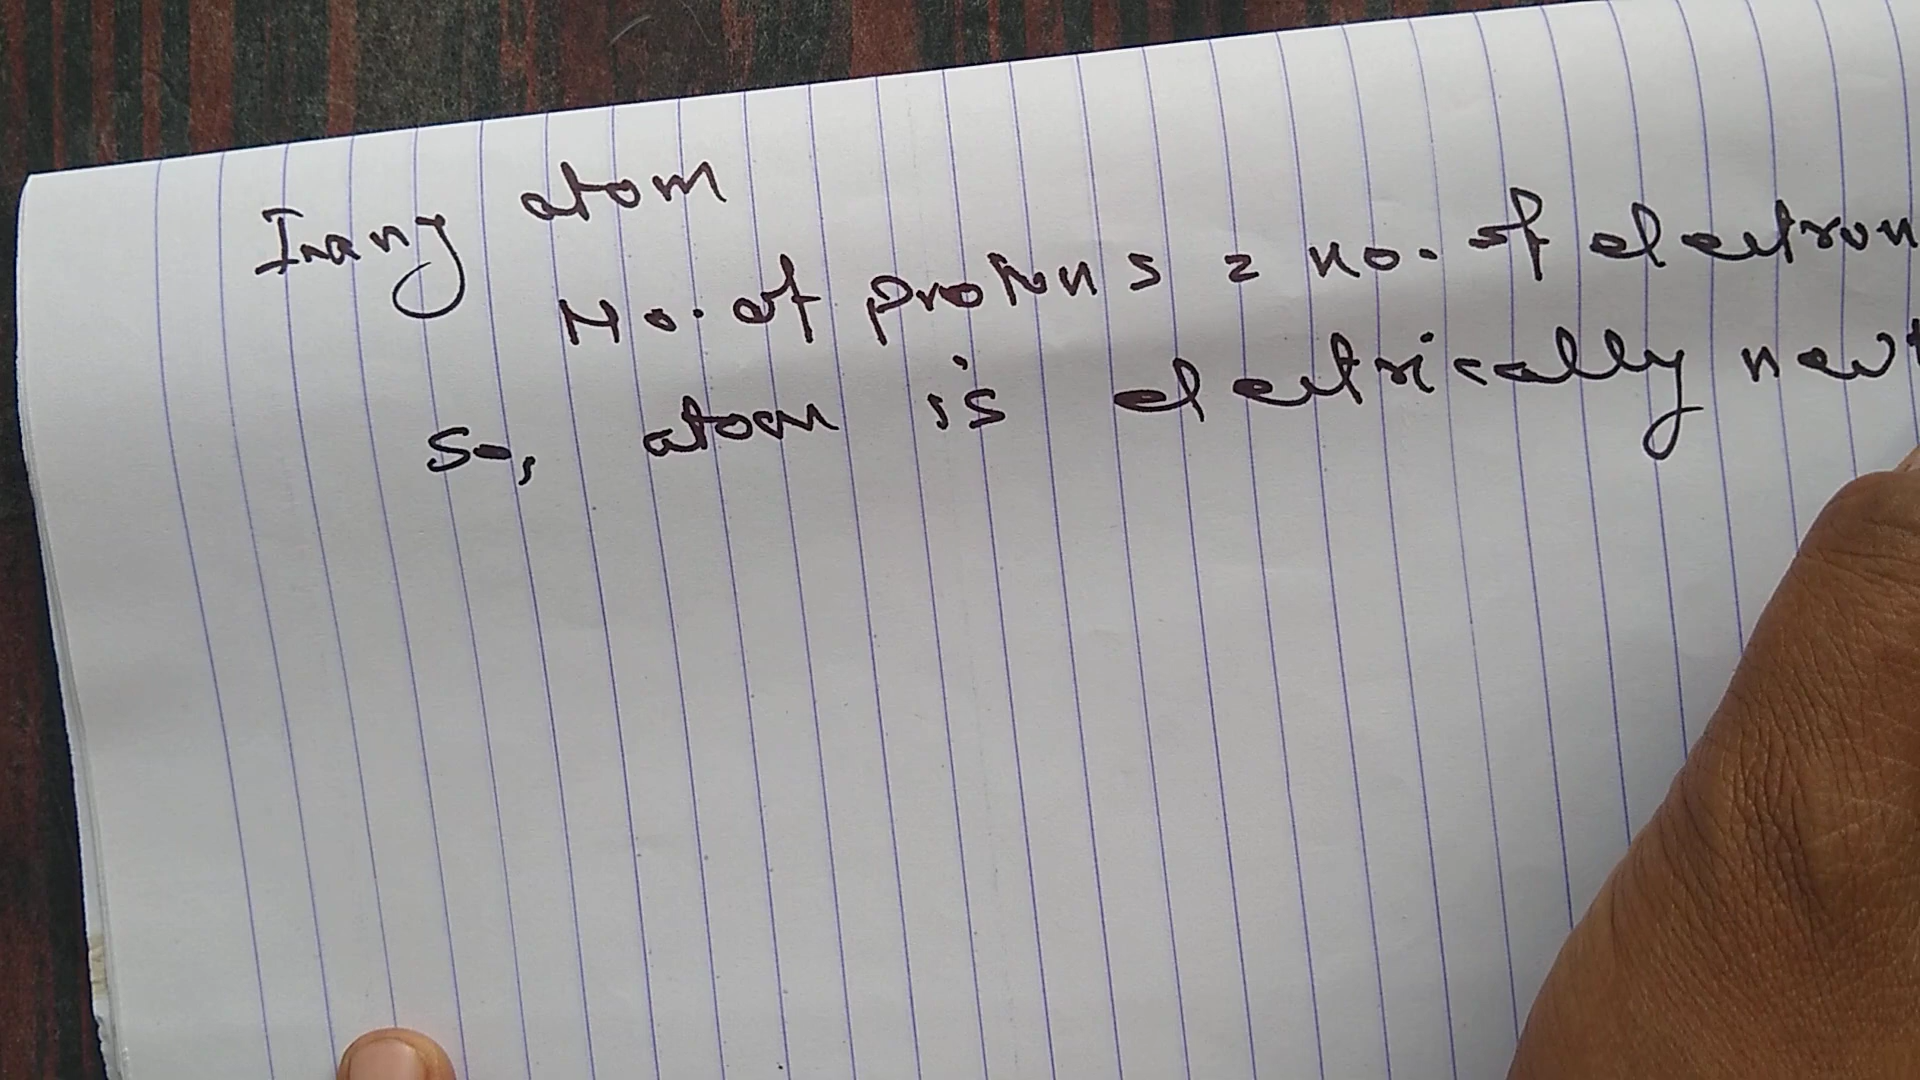 In any atom
No. of protons = no. of electron
So, atom is electrically neut